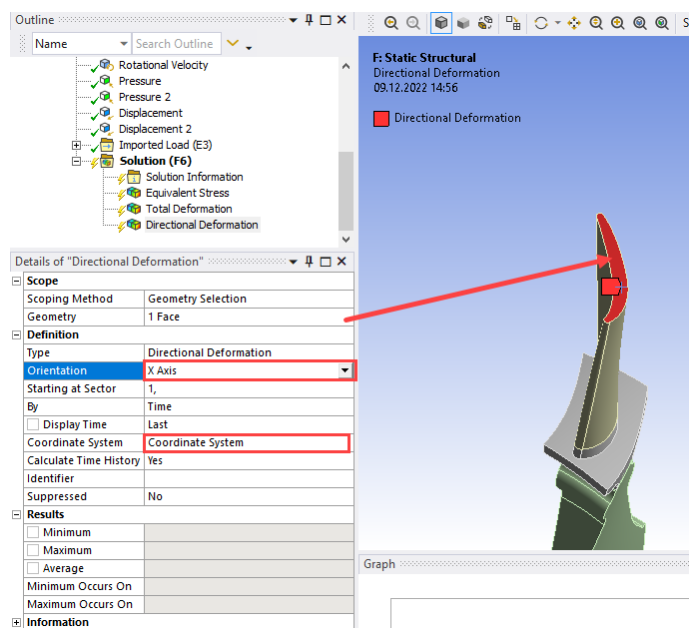 Outline
Name
Search Outline
S
Rotational Velocity
Pressure
Pressure 2
Displacement
Displacement 2
Imported Load (E3)
Solution (F6)
Solution Information
Equivalent Stress
Total Deformation
Directional Deformation
F: Static Structural
Directional Deformation
09.12.2022 14:56
Directional Deformation
Details of "Directional Deformation"
Scope
Scoping Method Geometry Selection
Geometry 1 Face
Definition
Type Directional Deformation
Orientation X Axis
Starting at Sector 1,
By Time
Display Time Last
Coordinate System Coordinate System
Calculate Time History Yes
Identifier
Suppressed No
Results
Minimum
Maximum
Average
Minimum Occurs On
Maximum Occurs On
Information
Graph